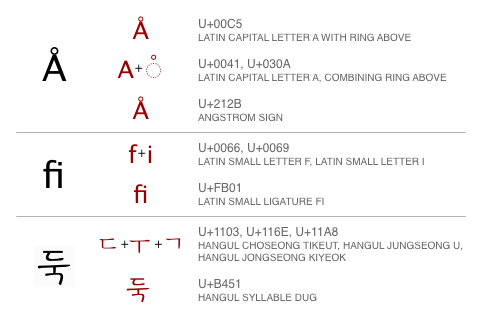 Å
Å
U+00C5
LATIN CAPITAL LETTER A WITH RING ABOVE
A+◌̊
U+0041, U+030A
LATIN CAPITAL LETTER A, COMBINING RING ABOVE
Å
U+212B
ANGSTROM SIGN
fi
f+i
U+0066, U+0069
LATIN SMALL LETTER F, LATIN SMALL LETTER I
ﬁ
U+FB01
LATIN SMALL LIGATURE FI
둑
ㄷ+ㅜ+ㄱ
U+1103, U+116E, U+11A8
HANGUL CHOSEONG TIKEUT, HANGUL JUNGSEONG U,
HANGUL JONGSEONG KIYEOK
둑
U+B451
HANGUL SYLLABLE DUG